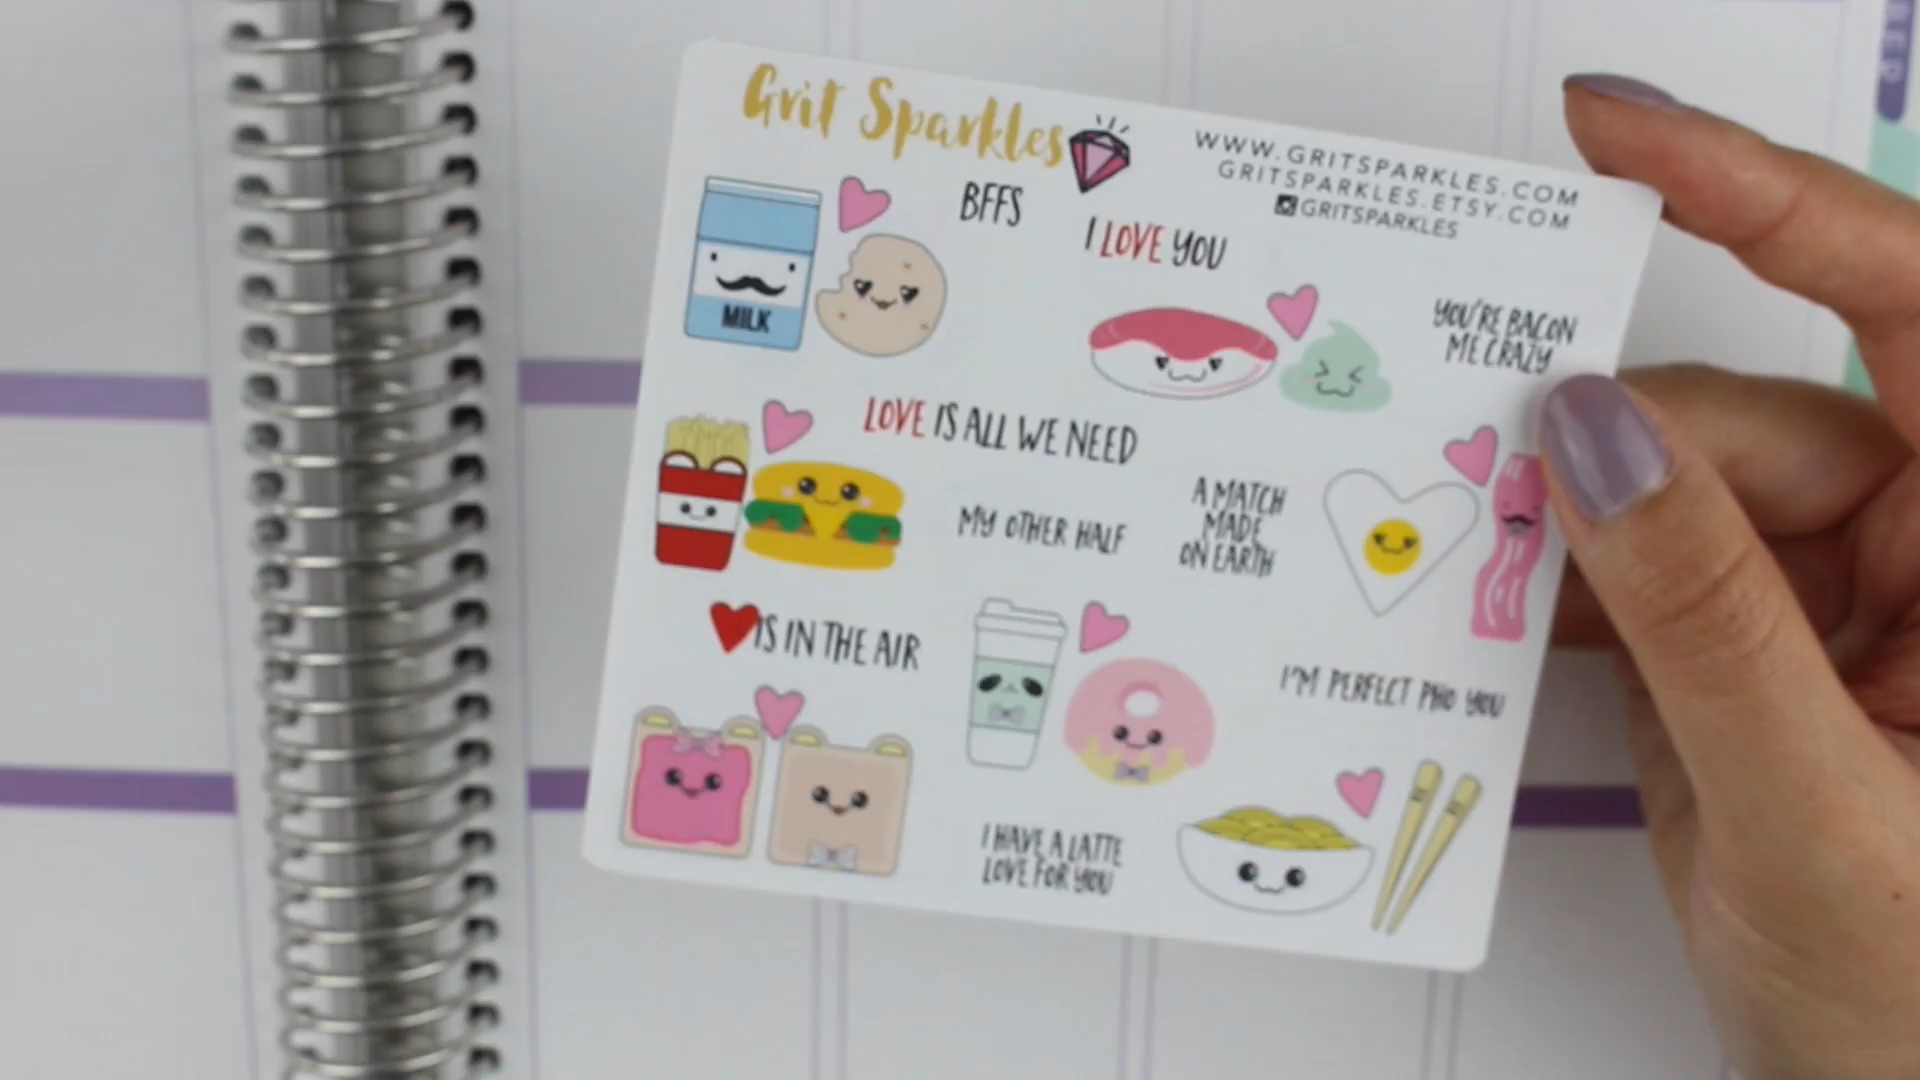 Grit Sparkles
WWW.GRITSPARKLES.COM
GRITSPARKLES.ETSY.COM
GRITSPARKLES
BFFS
I LOVE YOU
MILK
YOU'RE BACON
ME CRAZY
LOVE IS ALL WE NEED
MY OTHER HALF
A MATCH
MADE
ON EARTH
IS IN THE AIR
I'M PERFECT PHO YOU
I HAVE A LATTE
LOVE FOR YOU